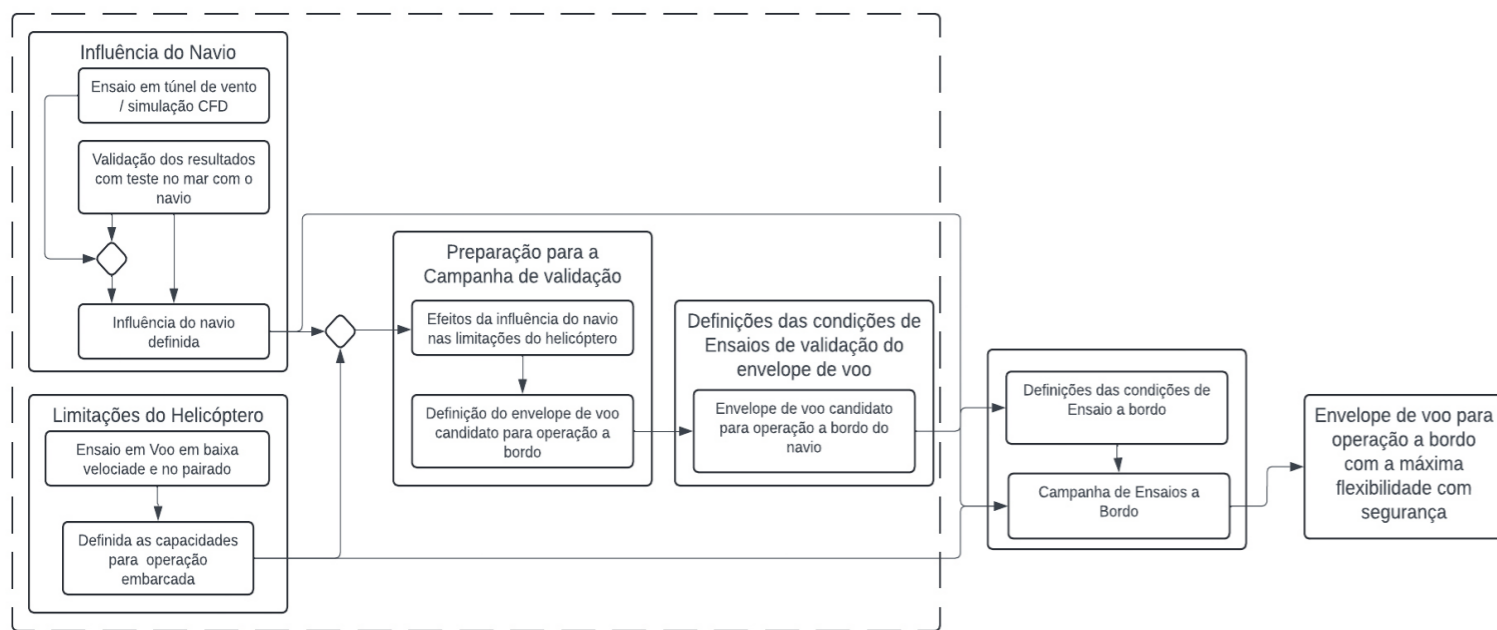 Influência do Navio
Ensaio em túnel de vento
/ simulação CFD
Validação dos resultados
com teste no mar com o
navio
Influência do navio
definida
Limitações do Helicóptero
Ensaio em Voo em baixa
velociade e no pairado
Definida as capacidades
para operação
embarcada
Preparação para a
Campanha de validação
Efeitos da influência do navio
nas limitações do helicóptero
Definição do envelope de voo
candidato para operação a
bordo
Definições das condições de
Ensaios de validação do
envelope de voo
Envelope de voo candidato
para operação a bordo do
navio
Definições das condições de
Ensaio a bordo
Campanha de Ensaios a
Bordo
Envelope de voo para
operação a bordo
com a máxima
flexibilidade com
segurança